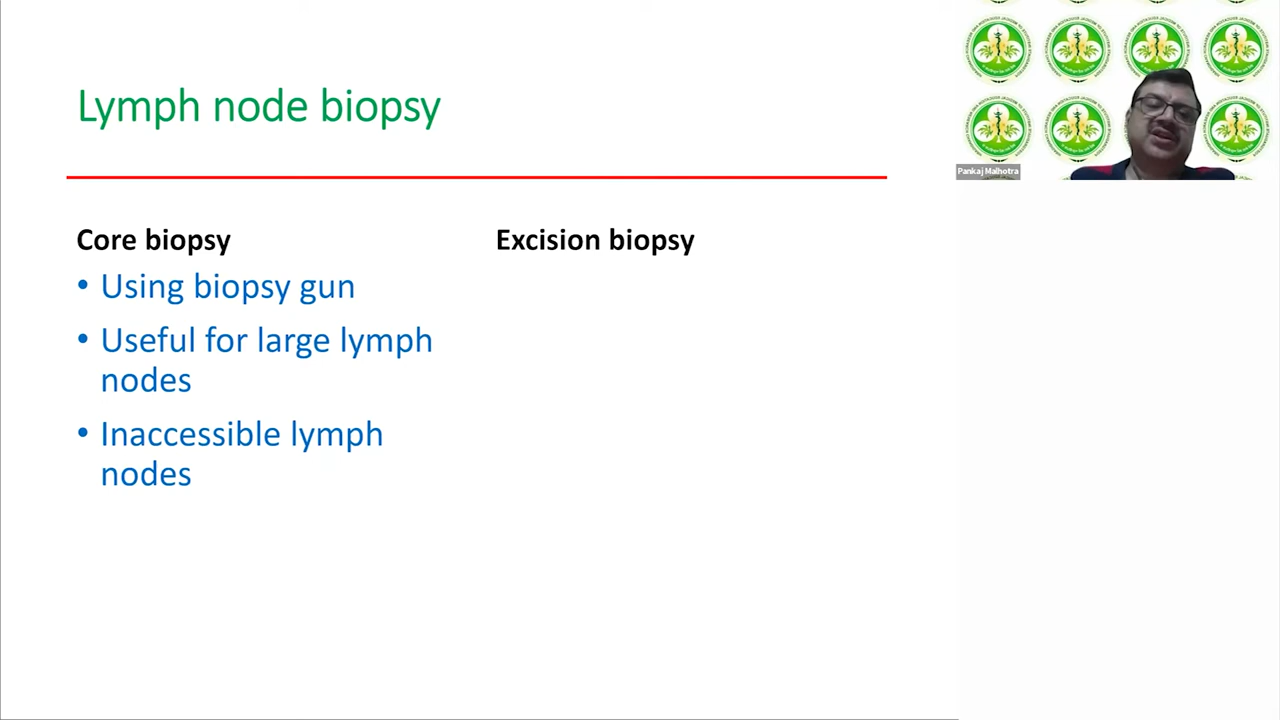 Lymph node biopsy
Pankaj Malhotra
Core biopsy
• Using biopsy gun
• Useful for large lymph
nodes
• Inaccessible lymph
nodes
Excision biopsy